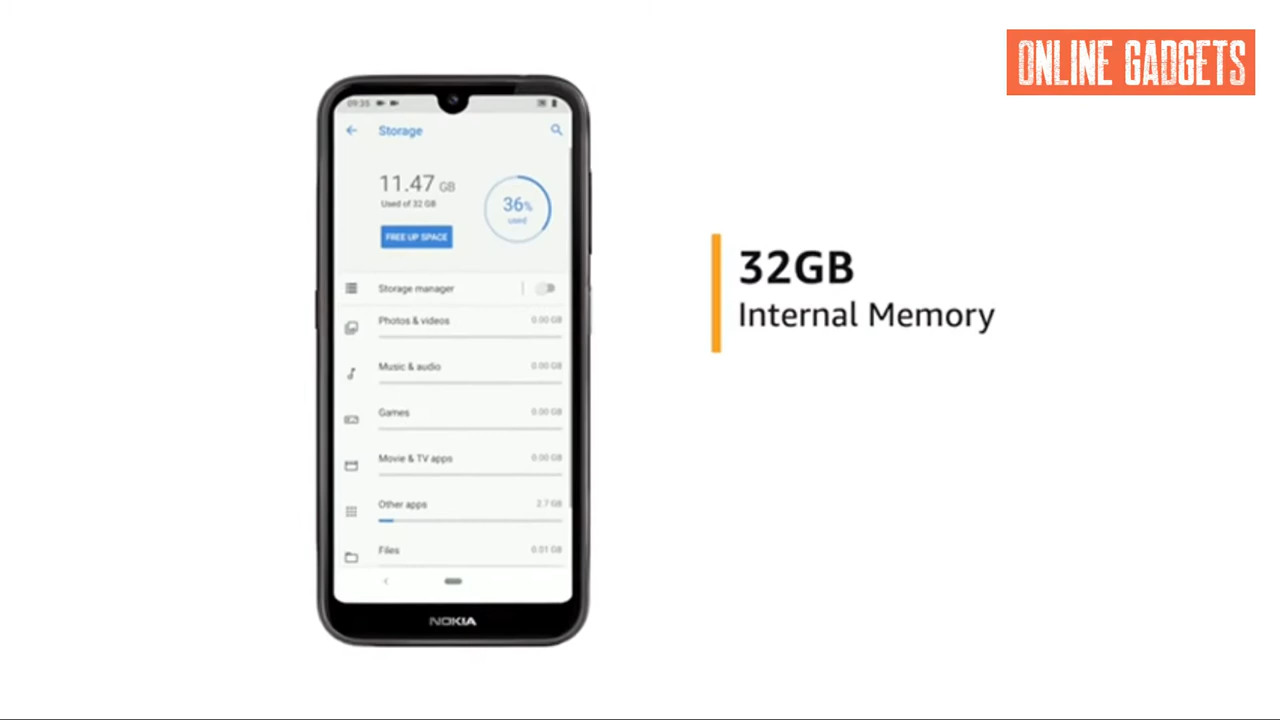 ONLINE GADGETS
09:35
Storage
11.47 GB
Used of 32 GB
36%
used
FREE UP SPACE
Storage manager
Photos & videos 0.00 GB
Music & audio 0.00 GB
Games 0.00 GB
Movie & TV apps 0.00 GB
Other apps 2.7 GB
Files 0.01 GB
NOKIA
32GB
Internal Memory